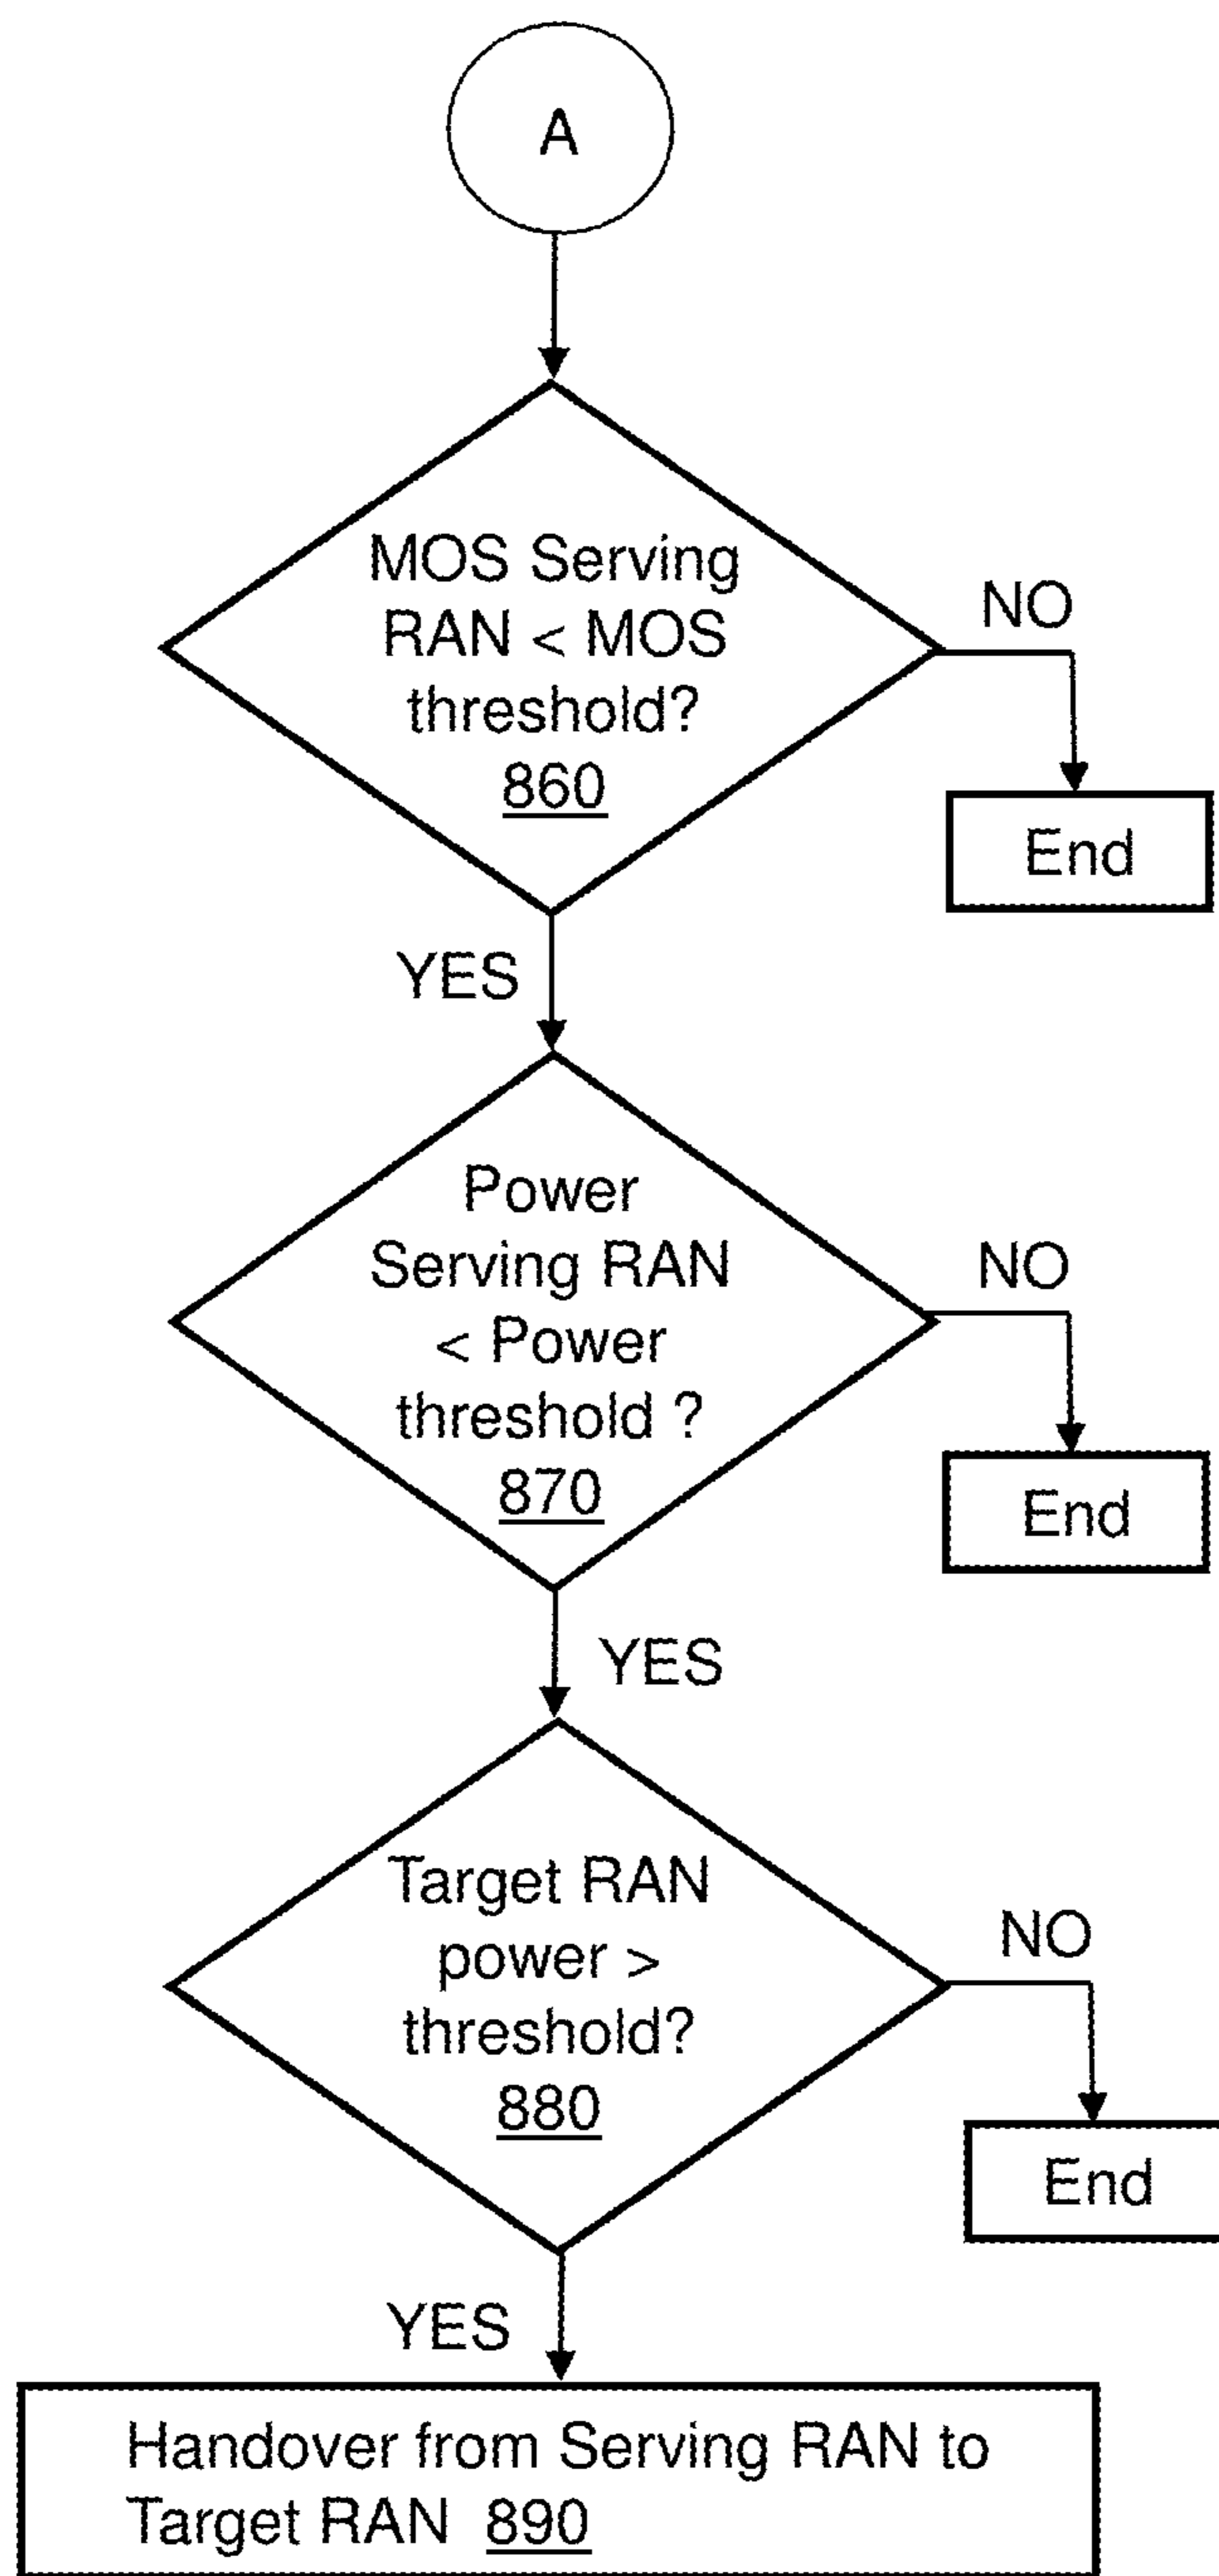 A
MOS Serving
RAN < MOS
threshold?
860
NO
End
YES
Power
Serving RAN
< Power
threshold ?
870
NO
End
YES
Target RAN
power >
threshold?
880
NO
End
YES
Handover from Serving RAN to
Target RAN 890